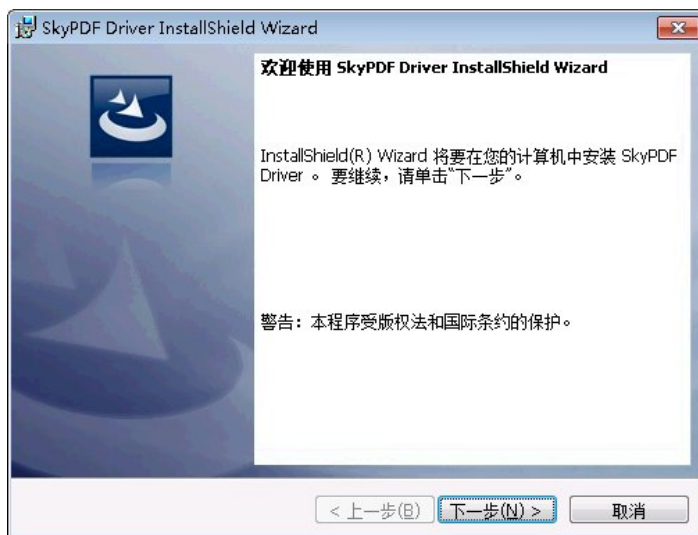 SkyPDF Driver InstallShield Wizard
欢迎使用 SkyPDF Driver InstallShield Wizard
InstallShield(R) Wizard 将要在您的计算机中安装 SkyPDF
Driver 。 要继续，请单击“下一步”。
警告：本程序受版权法和国际条约的保护。
< 上一步(B) 下一步(N) > 取消